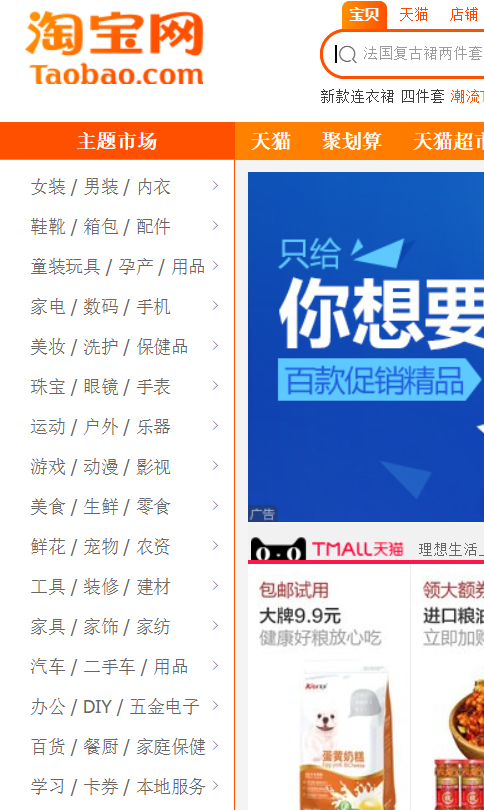 淘宝网
Taobao.com
宝贝 天猫 店铺
法国复古裙两件套
新款连衣裙 四件套 潮流T
主题市场 天猫 聚划算 天猫超市
女装 / 男装 / 内衣
鞋靴 / 箱包 / 配件
童装玩具 / 孕产 / 用品
家电 / 数码 / 手机
美妆 / 洗护 / 保健品
珠宝 / 眼镜 / 手表
运动 / 户外 / 乐器
游戏 / 动漫 / 影视
美食 / 生鲜 / 零食
鲜花 / 宠物 / 农资
工具 / 装修 / 建材
家具 / 家饰 / 家纺
汽车 / 二手车 / 用品
办公 / DIY / 五金电子
百货 / 餐厨 / 家庭保健
学习 / 卡券 / 本地服务
只给
你想要
百款促销精品
广告
TMALL天猫 理想生活上
包邮试用
大牌9.9元
健康好粮放心吃
领大额券
进口粮油
立即加购
蛋黄奶糕